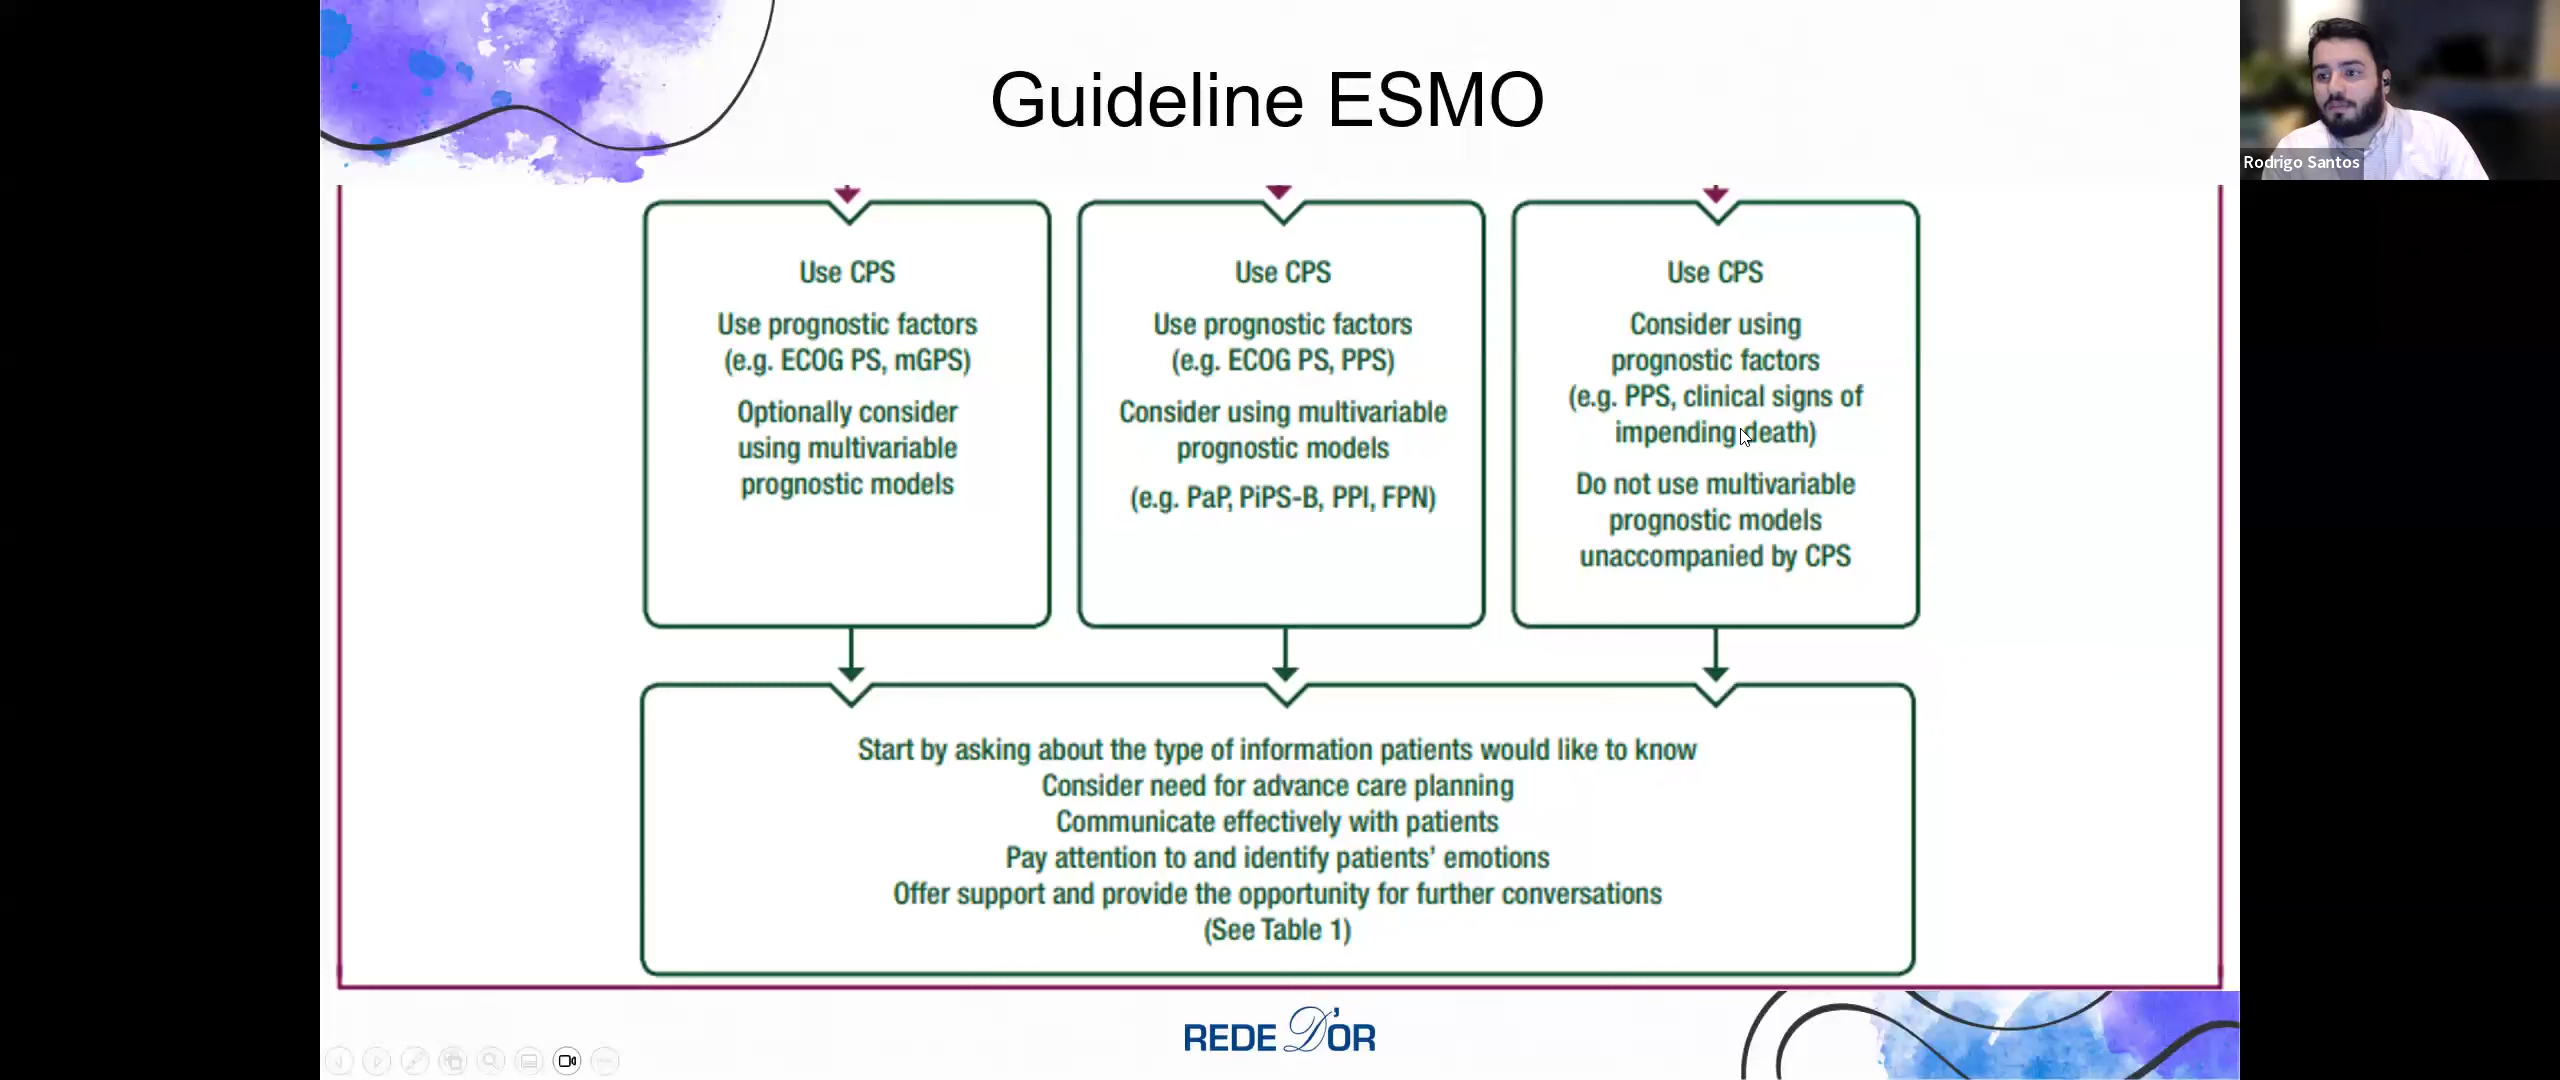 Guideline ESMO
Rodrigo Santos
Use CPS
Use prognostic factors
(e.g. ECOG PS, mGPS)
Optionally consider
using multivariable
prognostic models
Use CPS
Use prognostic factors
(e.g. ECOG PS, PPS)
Consider using multivariable
prognostic models
(e.g. PaP, PiPS-B, PPI, FPN)
Use CPS
Consider using
prognostic factors
(e.g. PPS, clinical signs of
impending death)
Do not use multivariable
prognostic models
unaccompanied by CPS
Start by asking about the type of information patients would like to know
Consider need for advance care planning
Communicate effectively with patients
Pay attention to and identify patients’ emotions
Offer support and provide the opportunity for further conversations
(See Table 1)
REDE D'OR